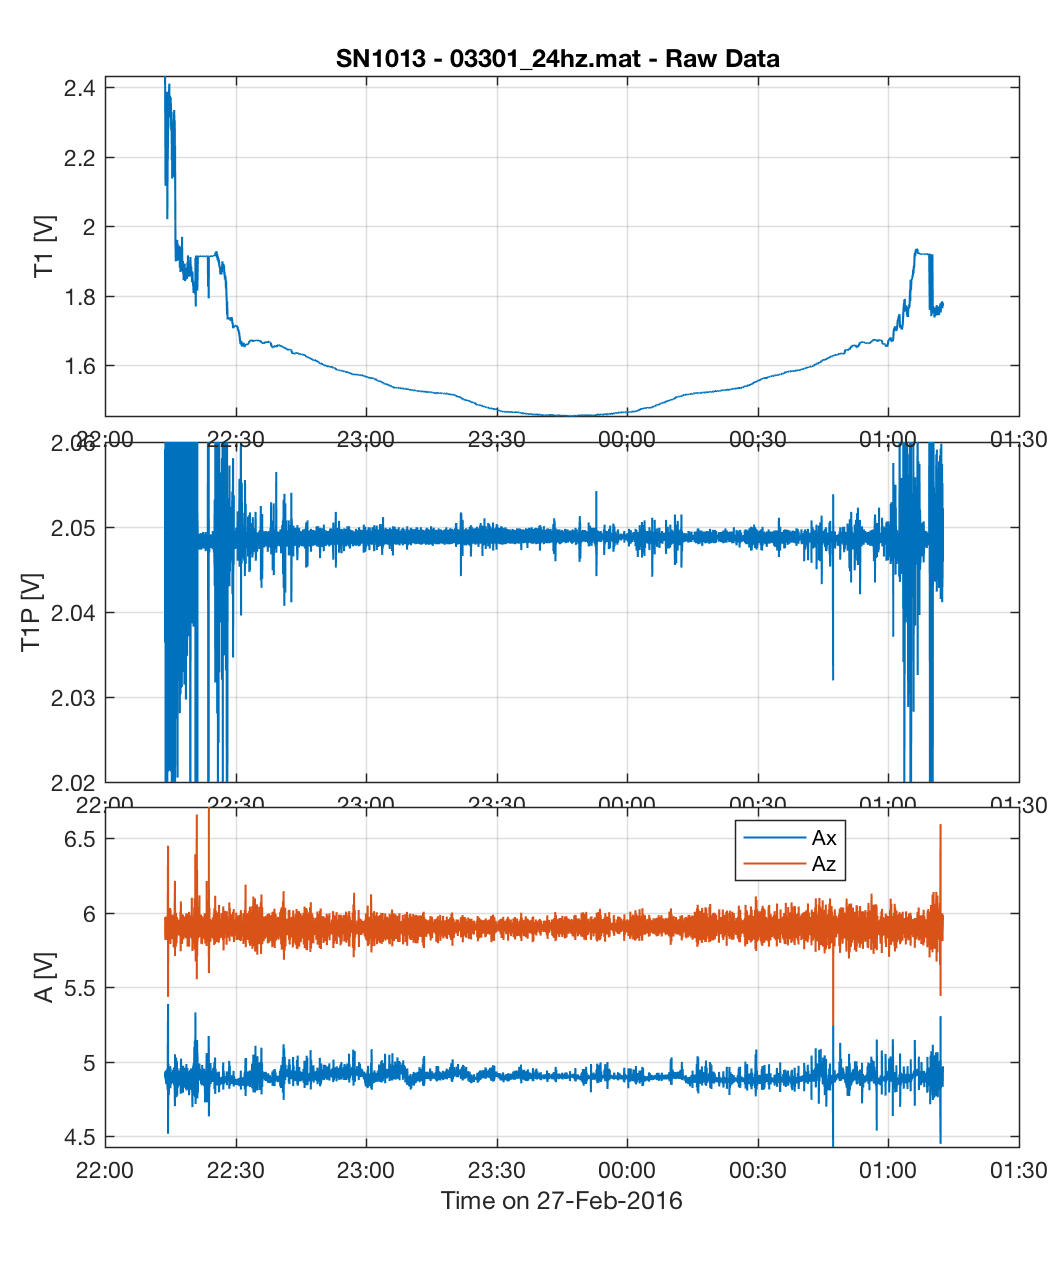 SN1013 - 03301_24hz.mat - Raw Data
2.4
2.2
2
1.8
1.6
T1 [V]
22:00 22:30 23:00 23:30 00:00 00:30 01:00 01:30
2.06
2.05
2.04
2.03
2.02
T1P [V]
22:00 22:30 23:00 23:30 00:00 00:30 01:00 01:30
Ax
Az
6.5
6
5.5
5
4.5
A [V]
22:00 22:30 23:00 23:30 00:00 00:30 01:00 01:30
Time on 27-Feb-2016